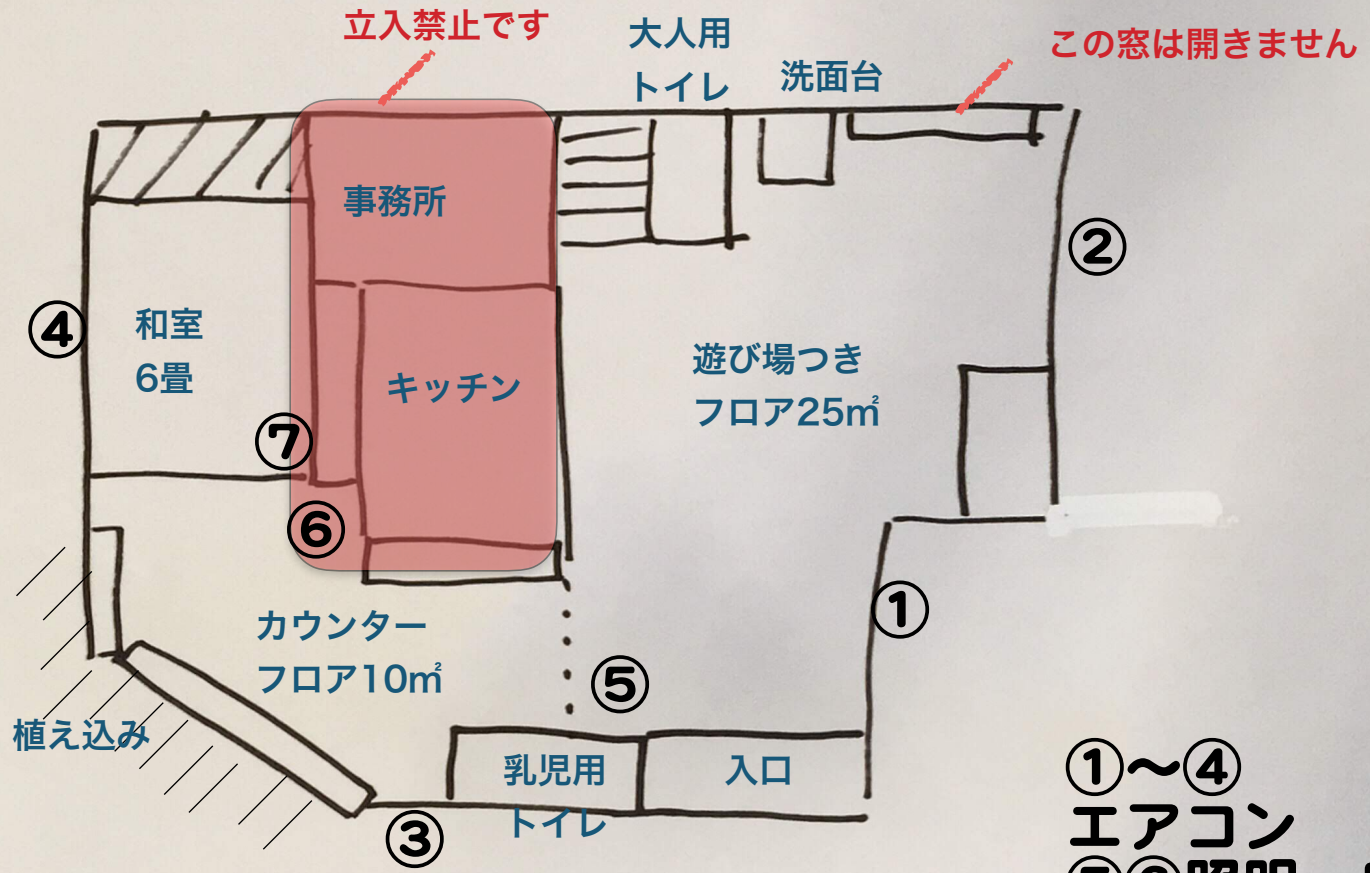 立入禁止です
大人用
トイレ
洗面台
この窓は開きません
事務所
②
④
和室
6畳
キッチン
遊び場つき
フロア25㎡
⑦
⑥
①
カウンター
フロア10㎡
⑤
植え込み
乳児用
トイレ
入口
③
①〜④
エアコン
⑤⑥照明